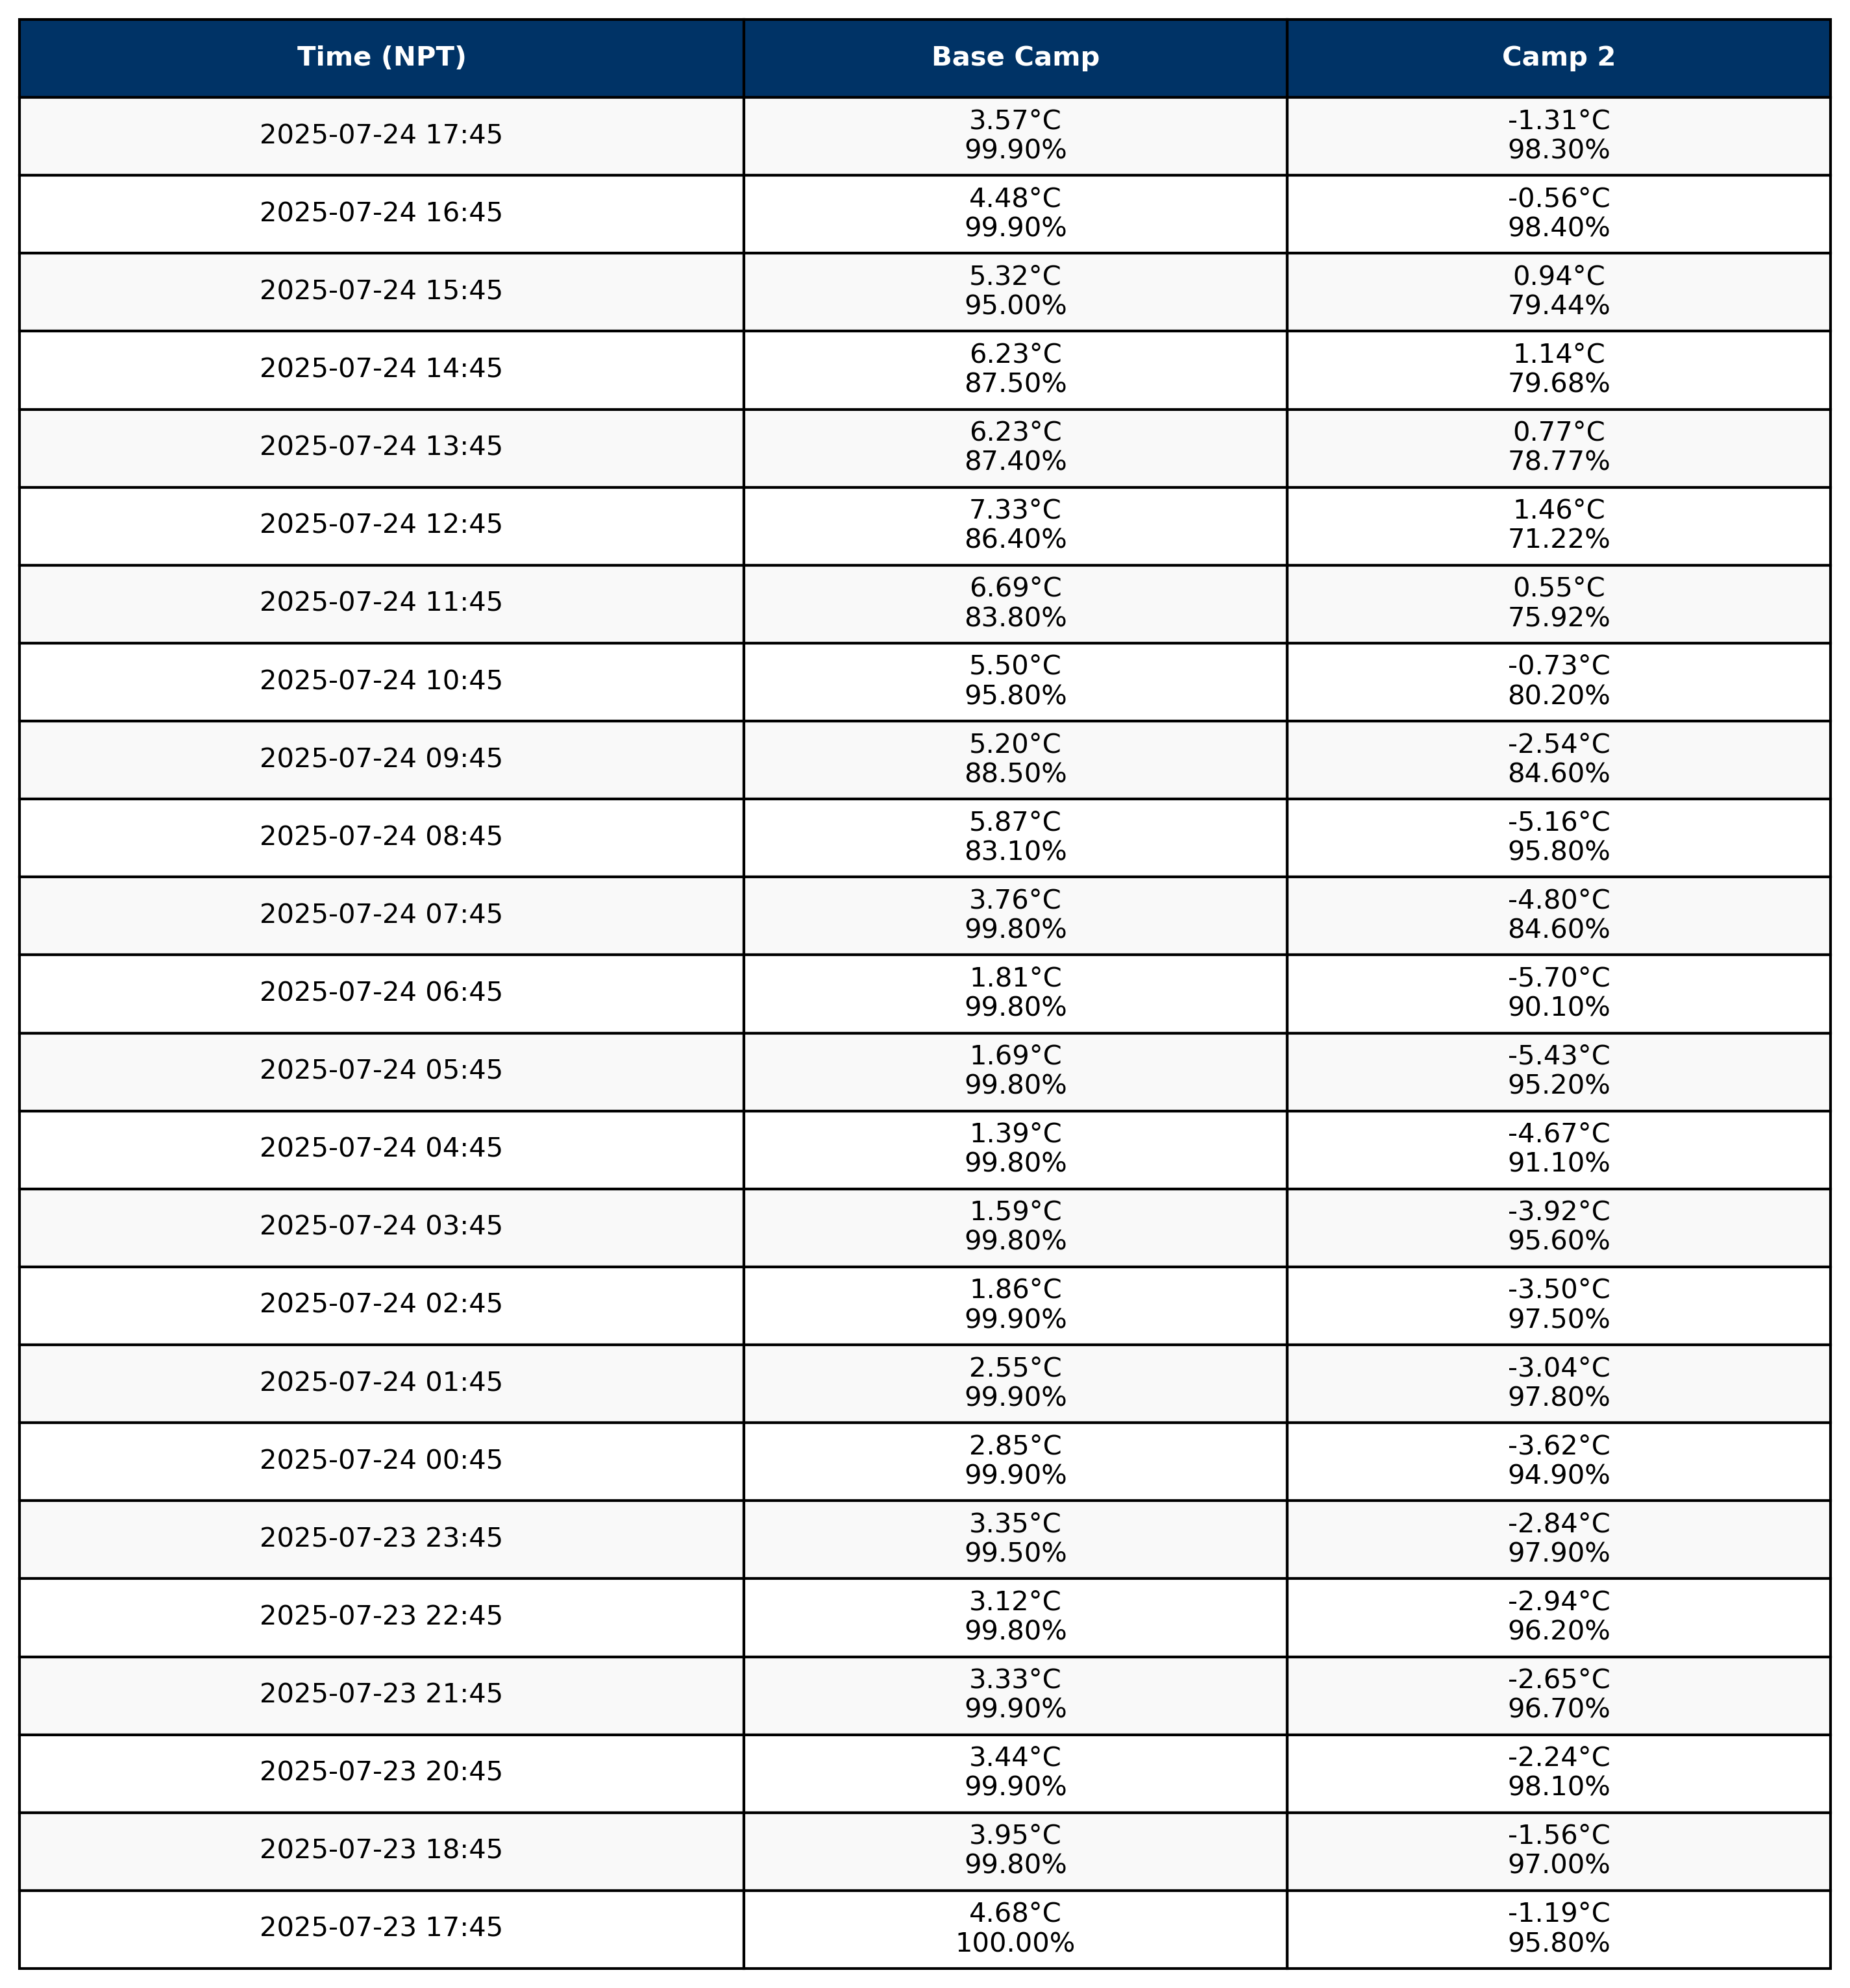 Time (NPT) Base Camp Camp 2
2025-07-24 17:45 3.57°C -1.31°C
99.90% 98.30%
2025-07-24 16:45 4.48°C -0.56°C
99.90% 98.40%
2025-07-24 15:45 5.32°C 0.94°C
95.00% 79.44%
2025-07-24 14:45 6.23°C 1.14°C
87.50% 79.68%
2025-07-24 13:45 6.23°C 0.77°C
87.40% 78.77%
2025-07-24 12:45 7.33°C 1.46°C
86.40% 71.22%
2025-07-24 11:45 6.69°C 0.55°C
83.80% 75.92%
2025-07-24 10:45 5.50°C -0.73°C
95.80% 80.20%
2025-07-24 09:45 5.20°C -2.54°C
88.50% 84.60%
2025-07-24 08:45 5.87°C -5.16°C
83.10% 95.80%
2025-07-24 07:45 3.76°C -4.80°C
99.80% 84.60%
2025-07-24 06:45 1.81°C -5.70°C
99.80% 90.10%
2025-07-24 05:45 1.69°C -5.43°C
99.80% 95.20%
2025-07-24 04:45 1.39°C -4.67°C
99.80% 91.10%
2025-07-24 03:45 1.59°C -3.92°C
99.80% 95.60%
2025-07-24 02:45 1.86°C -3.50°C
99.90% 97.50%
2025-07-24 01:45 2.55°C -3.04°C
99.90% 97.80%
2025-07-24 00:45 2.85°C -3.62°C
99.90% 94.90%
2025-07-23 23:45 3.35°C -2.84°C
99.50% 97.90%
2025-07-23 22:45 3.12°C -2.94°C
99.80% 96.20%
2025-07-23 21:45 3.33°C -2.65°C
99.90% 96.70%
2025-07-23 20:45 3.44°C -2.24°C
99.90% 98.10%
2025-07-23 18:45 3.95°C -1.56°C
99.80% 97.00%
2025-07-23 17:45 4.68°C -1.19°C
100.00% 95.80%